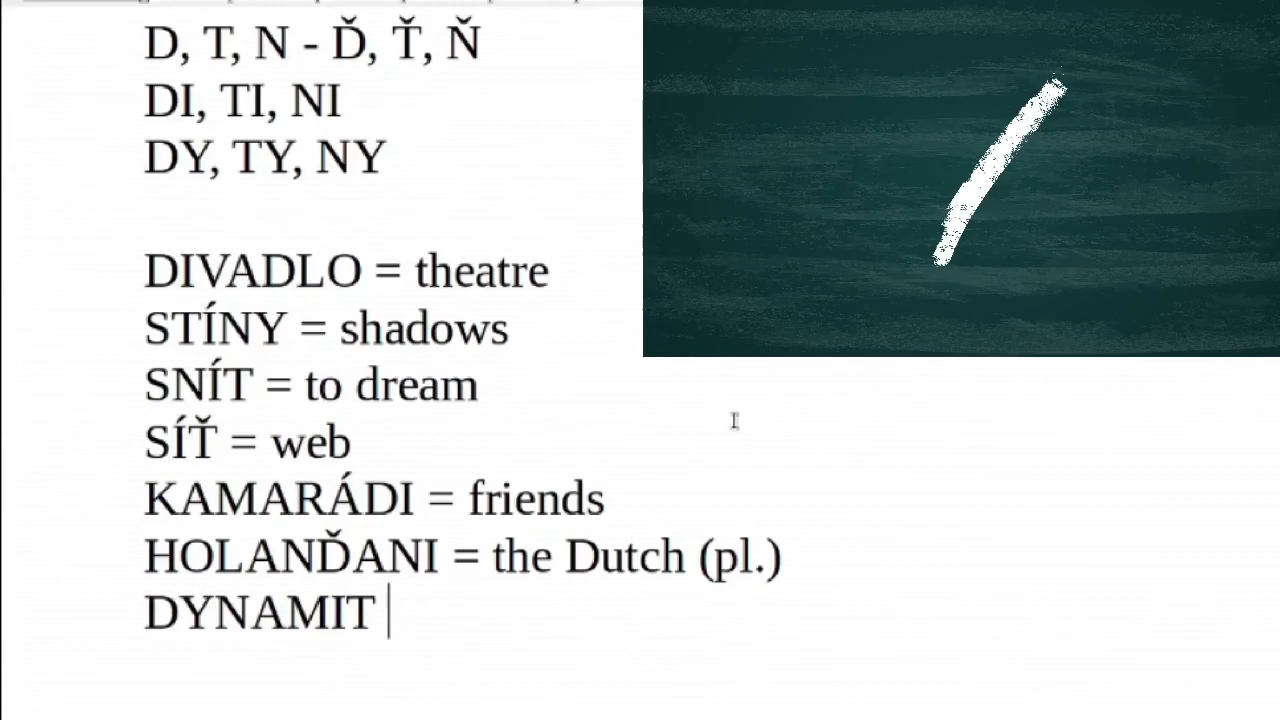 D, T, N - Ď, Ť, Ň
DI, TI, NI
DY, TY, NY
DIVADLO = theatre
STÍNY = shadows
SNÍT = to dream
SÍŤ = web
KAMARÁDI = friends
HOLANĎANI = the Dutch (pl.)
DYNAMIT